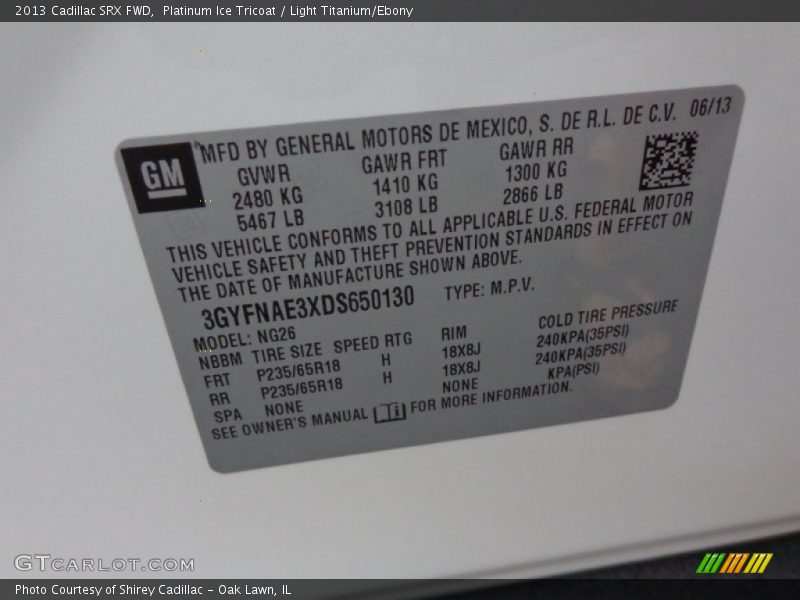 2013 Cadillac SRX FWD, Platinum Ice Tricoat / Light Titanium/Ebony
GM
MFD BY GENERAL MOTORS DE MEXICO, S. DE R.L. DE C.V. 06/13
GVWR GAWR FRT GAWR RR
2480 KG 1410 KG 1300 KG
5467 LB 3108 LB 2866 LB
THIS VEHICLE CONFORMS TO ALL APPLICABLE U.S. FEDERAL MOTOR
VEHICLE SAFETY AND THEFT PREVENTION STANDARDS IN EFFECT ON
THE DATE OF MANUFACTURE SHOWN ABOVE.
3GYFNAE3XDS650130 TYPE: M.P.V.
MODEL: NG26
NBBM TIRE SIZE SPEED RTG RIM COLD TIRE PRESSURE
FRT P235/65R18 H 18X8J 240KPA(35PSI)
RR P235/65R18 H 18X8J 240KPA(35PSI)
SPA NONE NONE KPA(PSI)
SEE OWNER'S MANUAL FOR MORE INFORMATION.
GTCARLOT.COM
Photo Courtesy of Shirey Cadillac - Oak Lawn, IL